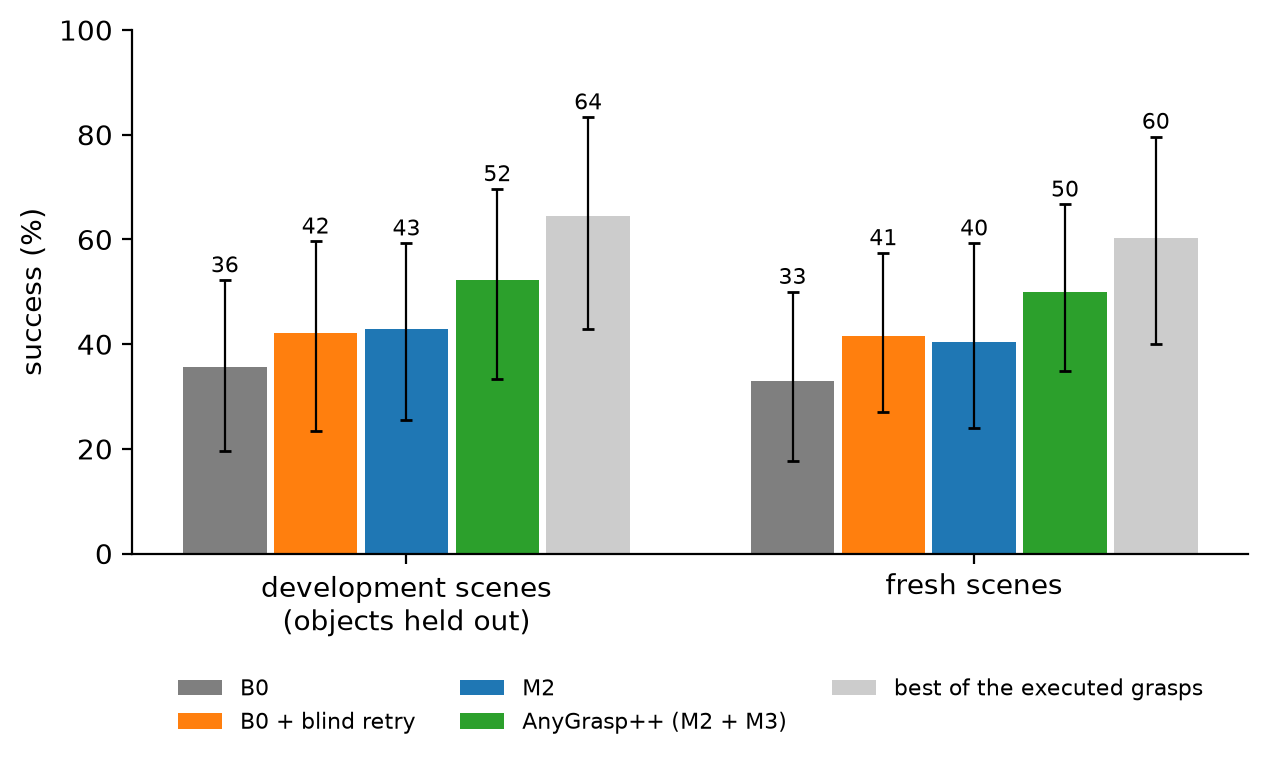 100
80
60
40
20
0
success (%)
36
42
43
52
64
33
41
40
50
60
development scenes
(objects held out)
fresh scenes
B0
B0 + blind retry
M2
AnyGrasp++ (M2 + M3)
best of the executed grasps